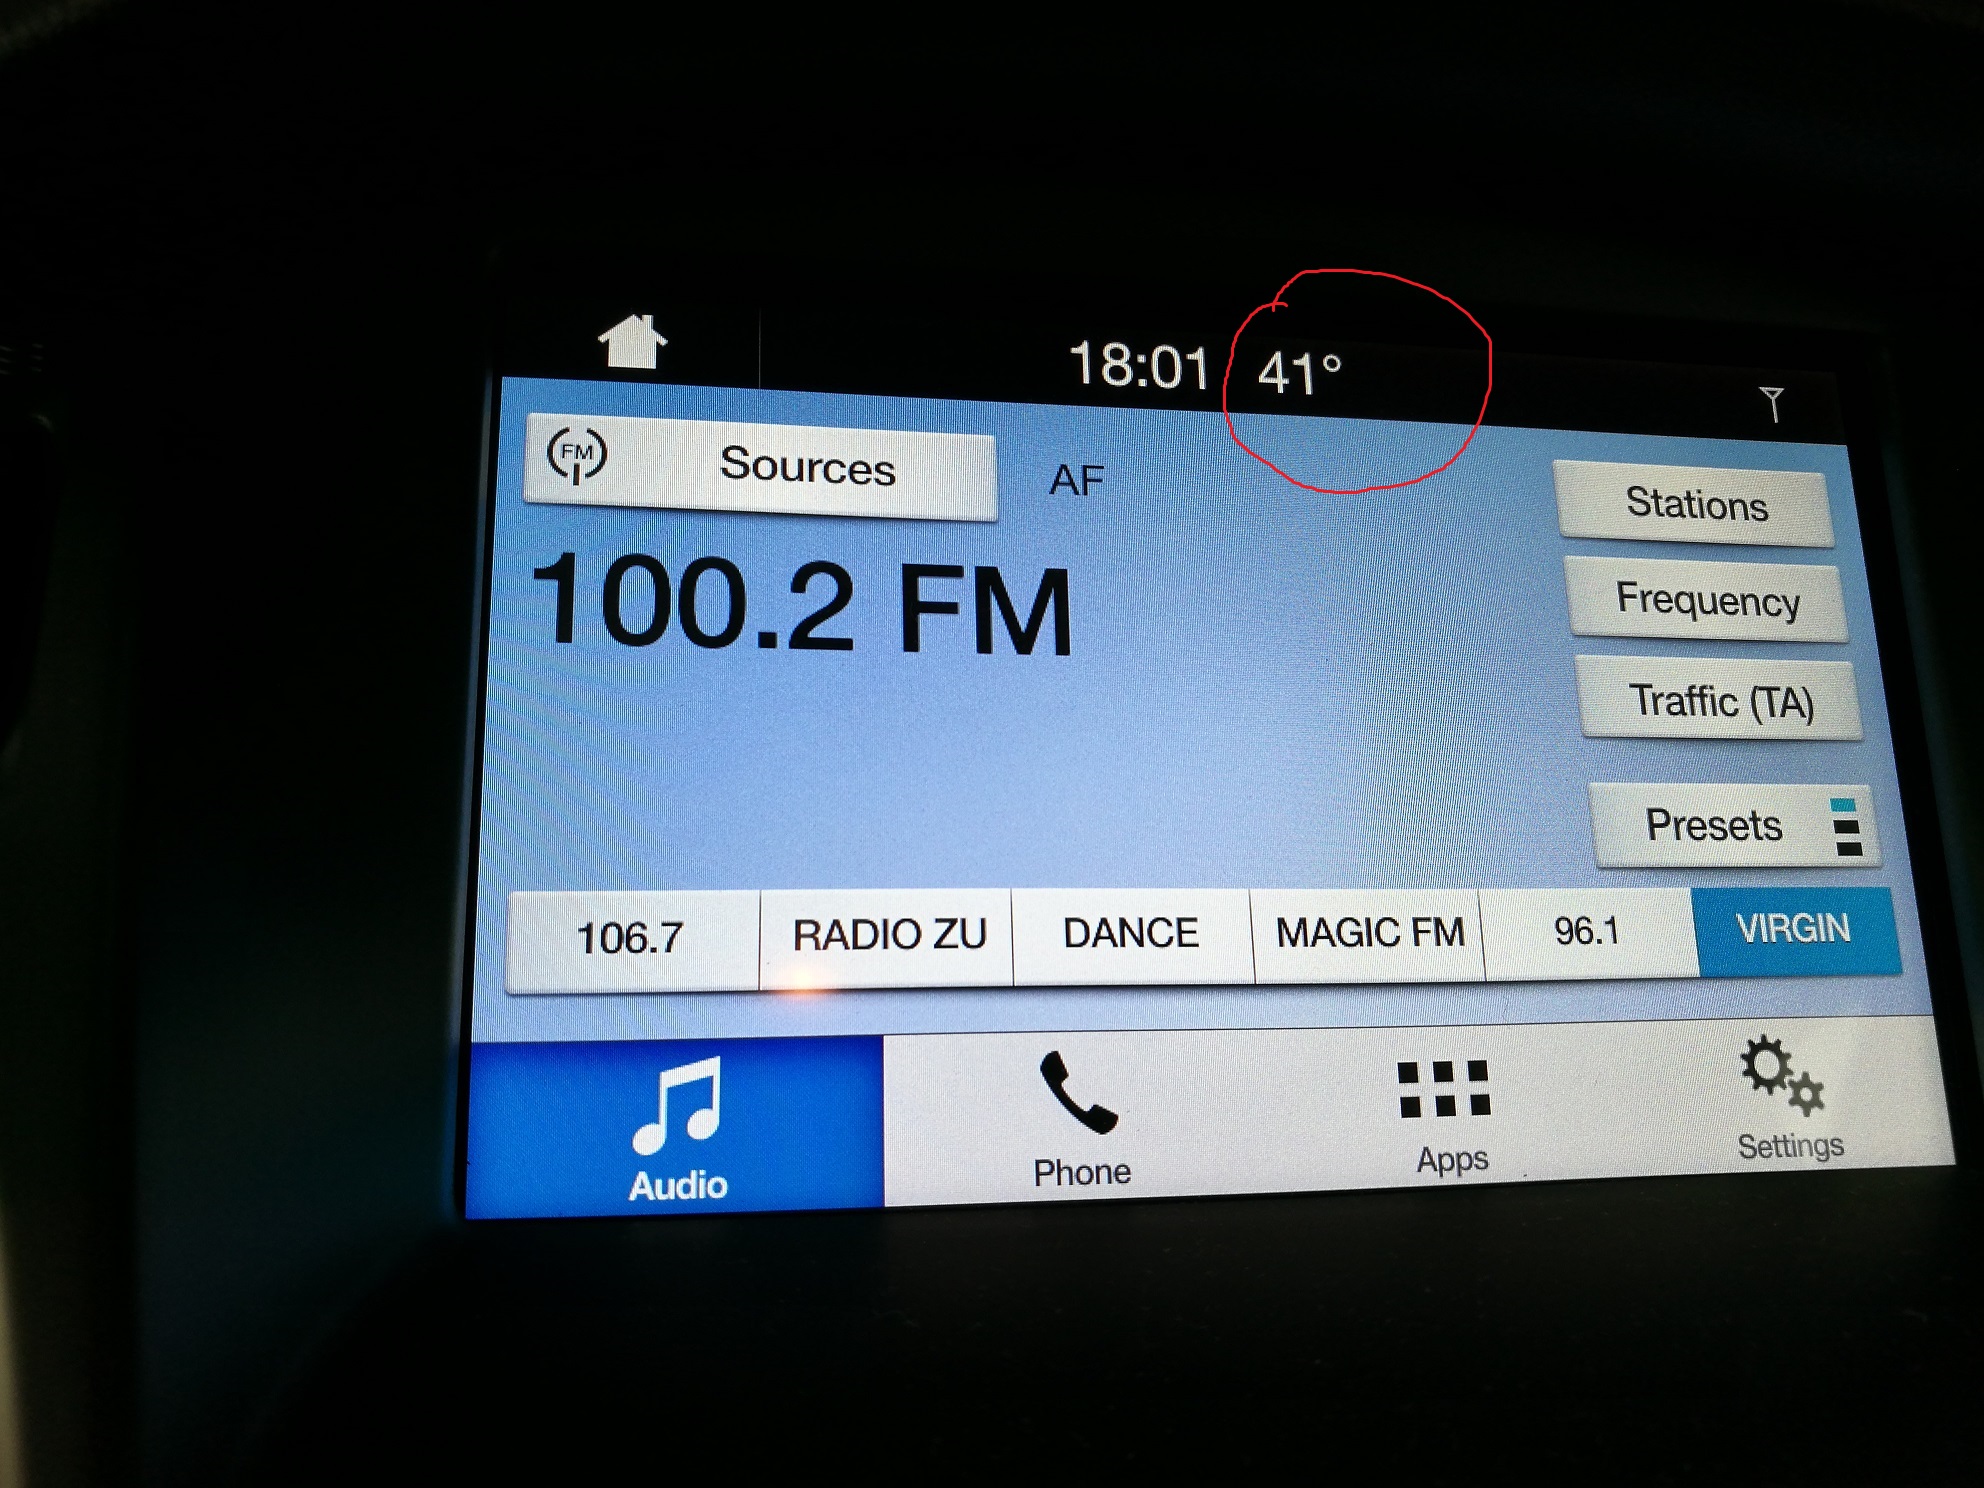 18:01 41°
FM Sources
AF
Stations
100.2 FM
Frequency
Traffic (TA)
Presets
106.7
RADIO ZU
DANCE
MAGIC FM
96.1
VIRGIN
Audio
Phone
Apps
Settings